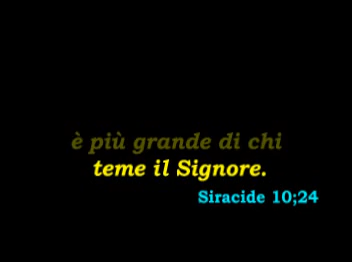 è più grande di chi
teme il Signore.
Siracide 10;24